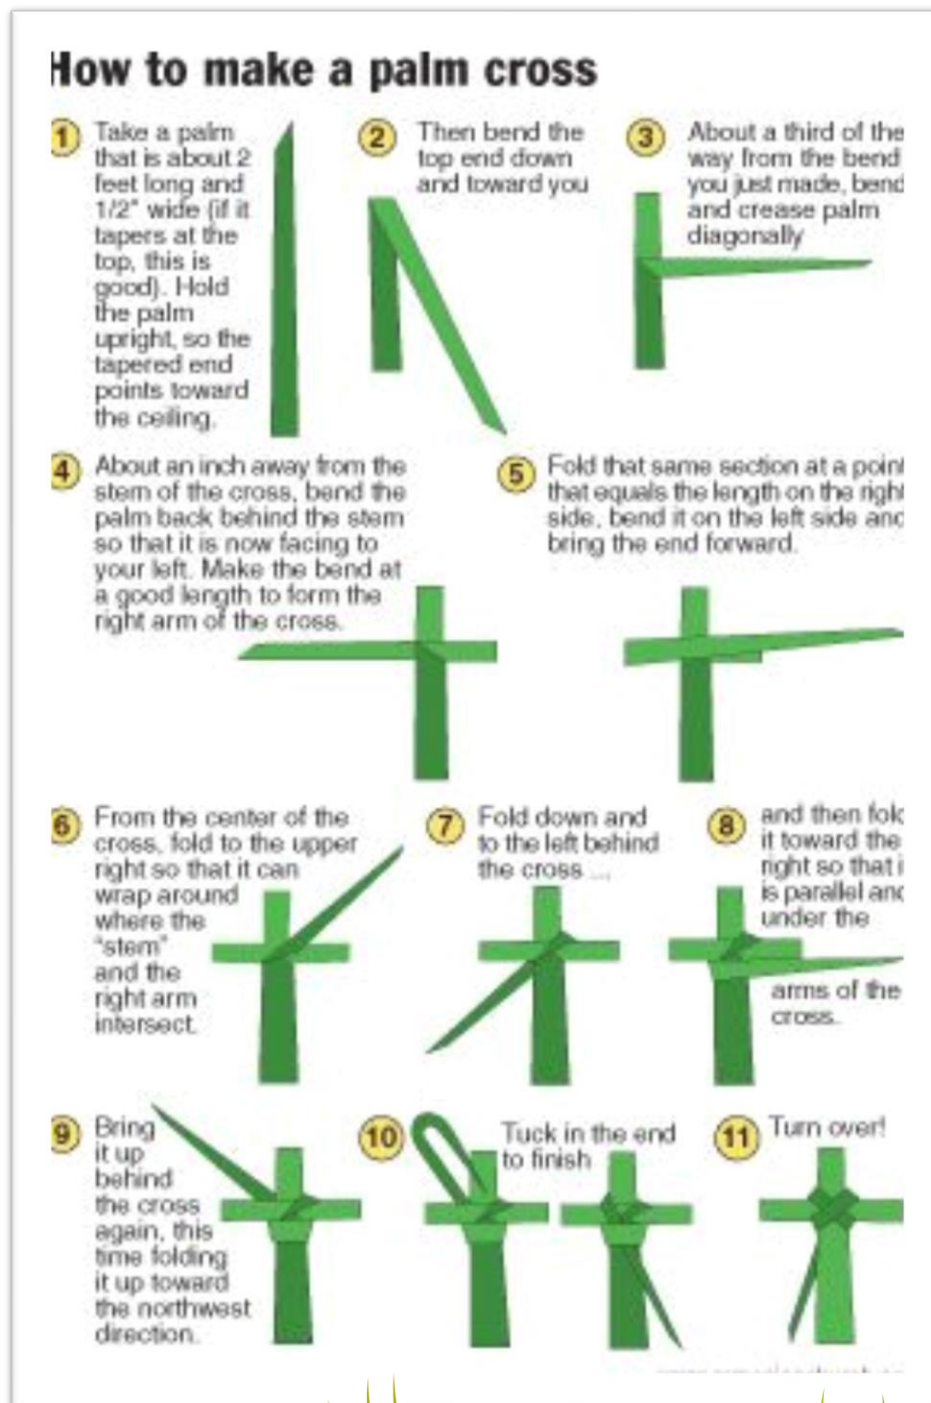 How to make a palm cross
1 Take a palm
that is about 2
feet long and
1/2" wide (if it
tapers at the
top, this is
good). Hold
the palm
upright, so the
tapered end
points toward
the ceiling.
2 Then bend the
top end down
and toward you
3 About a third of the
way from the bend
you just made, bend
and crease palm
diagonally
4 About an inch away from the
stem of the cross, bend the
palm back behind the stem
so that it is now facing to
your left. Make the bend at
a good length to form the
right arm of the cross.
5 Fold that same section at a point
that equals the length on the right
side, bend it on the left side and
bring the end forward.
6 From the center of the
cross, fold to the upper
right so that it can
wrap around
where the
"stem"
and the
right arm
intersect.
7 Fold down and
to the left behind
the cross ...
8 and then fold
it toward the
right so that i
is parallel and
under the
arms of the
cross.
9 Bring
it up
behind
the cross
again, this
time folding
it up toward
the northwest
direction.
10 Tuck in the end
to finish
11 Turn over!